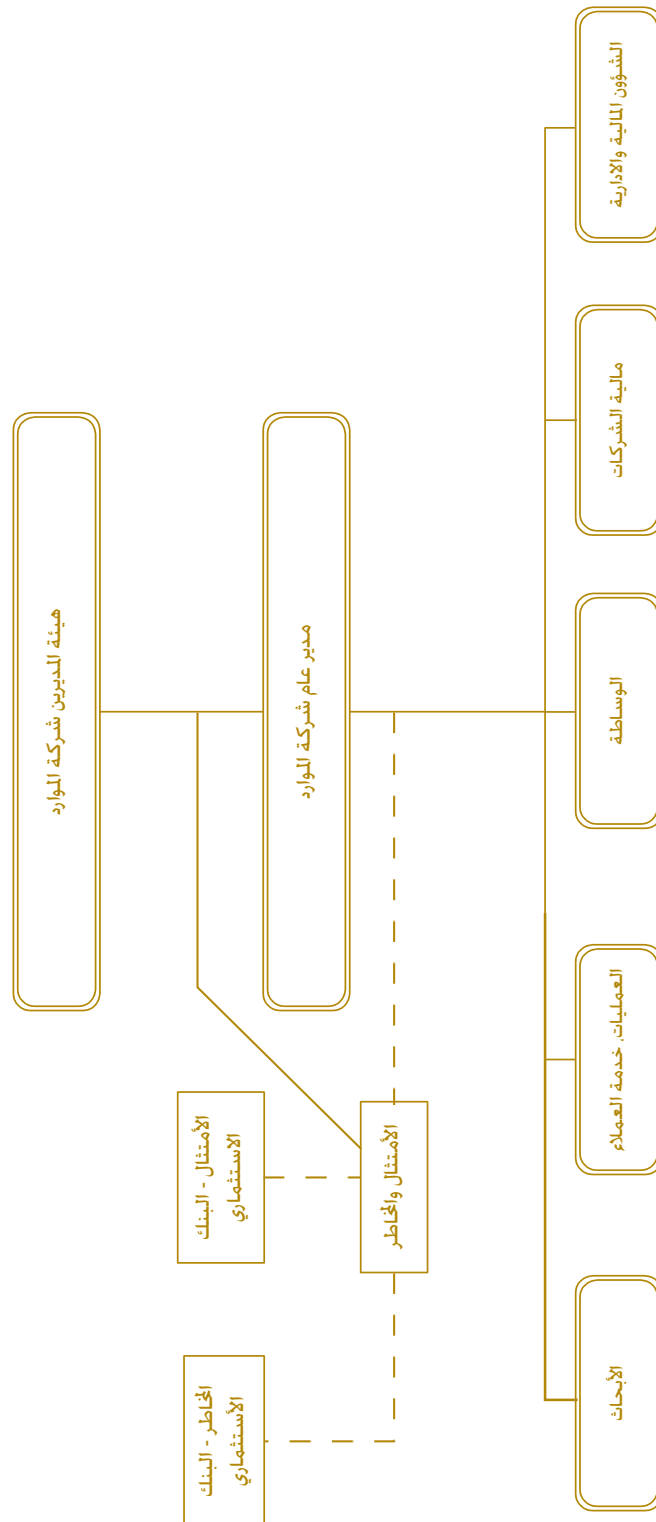 هيئة المديرين شركة الموارد
مدير عام شركة الموارد
الأمتثال والمخاطر
الأمتثال - البنك
الاستثماري
المخاطر - البنك
الأستثماري
الشؤون المالية والادارية
مالية الشركات
الوساطة
العمليات, خدمة العملاء
الأبحاث